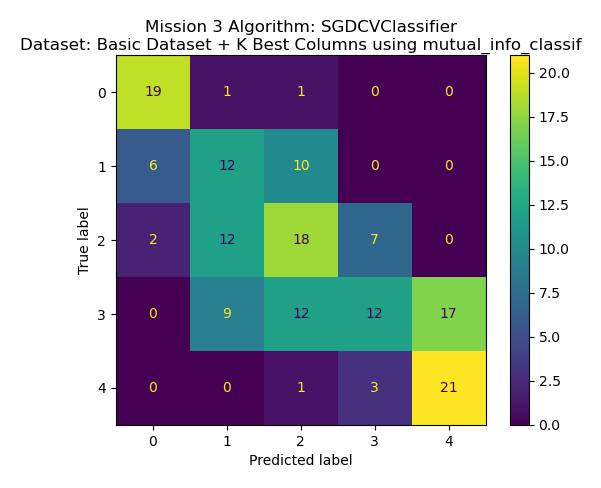 Mission 3 Algorithm: SGDCVClassifier
Dataset: Basic Dataset + K Best Columns using mutual_info_classif
True label
0 19 1 1 0 0
1 6 12 10 0 0
2 2 12 18 7 0
3 0 9 12 12 17
4 0 0 1 3 21
0 1 2 3 4
Predicted label
20.0
17.5
15.0
12.5
10.0
7.5
5.0
2.5
0.0